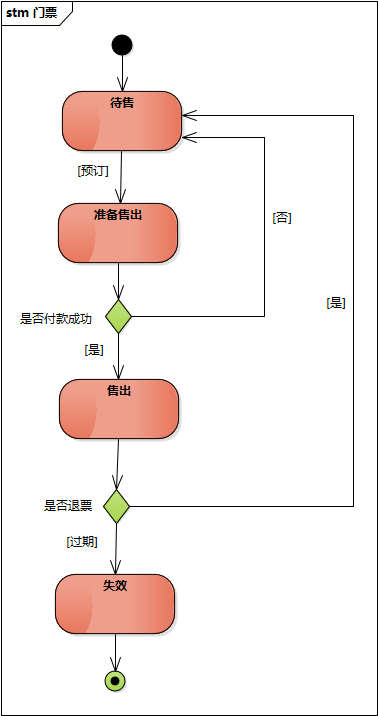 stm 门票
待售
[预订]
准备售出
[否]
是否付款成功
[是]
[是]
售出
是否退票
[过期]
失效